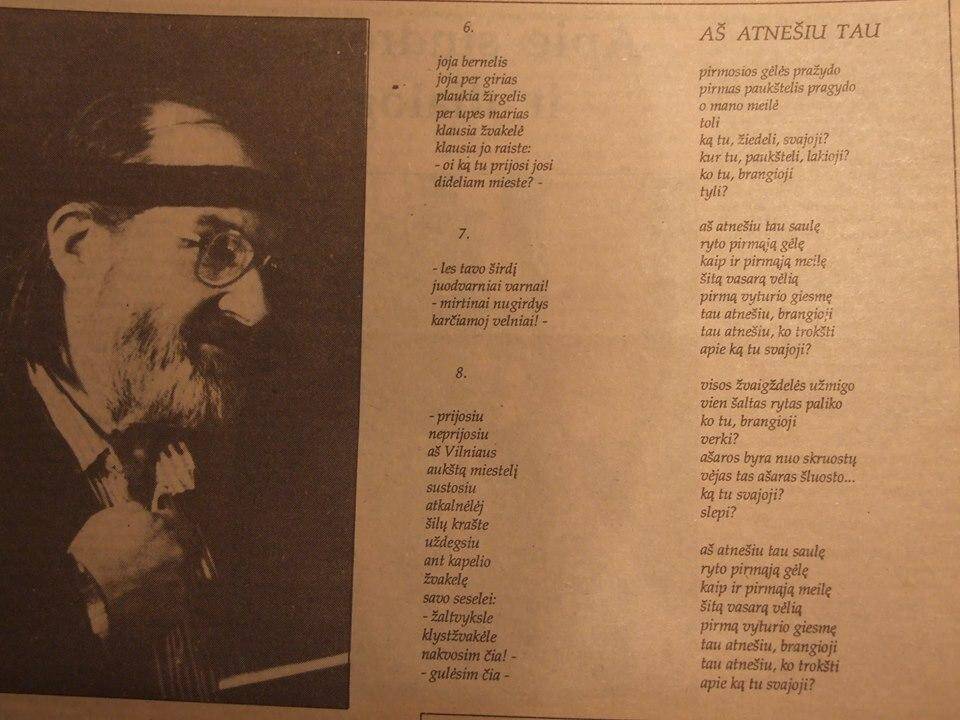 6.
joja bernelis
joja per girias
plaukia žirgelis
per upes marias
klausia žvakelė
klausia jo raiste:
- oi ką tu prijosi josi
dideliam mieste? -
7.
- les tavo širdį
juodvarniai varnai!
- mirtinai nugirdys
karčiamoj velniai! -
8.
- prijosiu
neprijosiu
aš Vilniaus
aukštą miestelį
sustosiu
atkalnėlėj
šilų krašte
uždegsiu
ant kapelio
žvakelę
savo seselei:
- žaltvyksle
klystžvakėle
nakvosim čia! -
- gulėsim čia -
AŠ ATNEŠIU TAU
pirmosios gėlės pražydo
pirmas paukštelis pragydo
o mano meilė
toli
ką tu, žiedeli, svajoji?
kur tu, paukšteli, lakioji?
ko tu, brangioji
tyli?
aš atnešiu tau saulę
ryto pirmąją gėlę
kaip ir pirmąją meilę
šitą vasarą vėlią
pirmą vyturio giesmę
tau atnešiu, brangioji
tau atnešiu, ko trokšti
apie ką tu svajoji?
visos žvaigždelės užmigo
vien šaltas rytas paliko
ko tu, brangioji
verki?
ašaros byra nuo skruostų
vėjas tas ašaras šluosto...
ką tu svajoji?
slepi?
aš atnešiu tau saulę
ryto pirmąją gėlę
kaip ir pirmąją meilę
šitą vasarą vėlią
pirmą vyturio giesmę
tau atnešiu, brangioji
tau atnešiu, ko trokšti
apie ką tu svajoji?